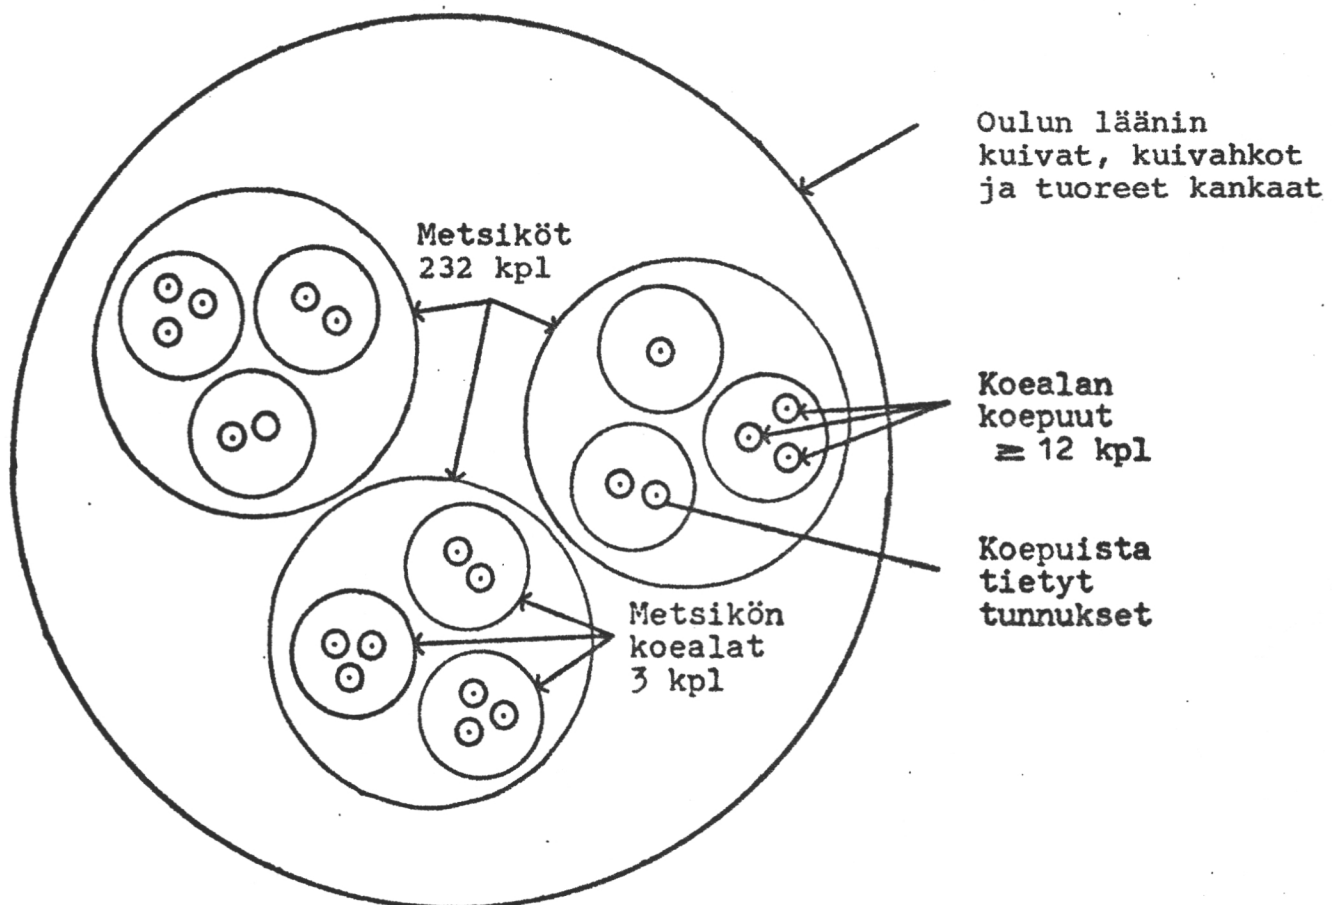 Oulun läänin
kuivat, kuivahkot
ja tuoreet kankaat
Metsiköt
232 kpl
Koealan
koepuut
≥ 12 kpl
Koepuista
tietyt
tunnukset
Metsikön
koealat
3 kpl